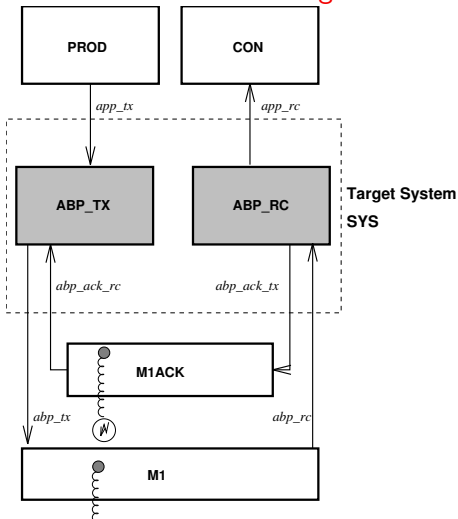 PROD
CON
app_tx
app_rc
ABP_TX
ABP_RC
Target System
SYS
abp_ack_rc
abp_ack_tx
M1ACK
abp_tx
abp_rc
M1